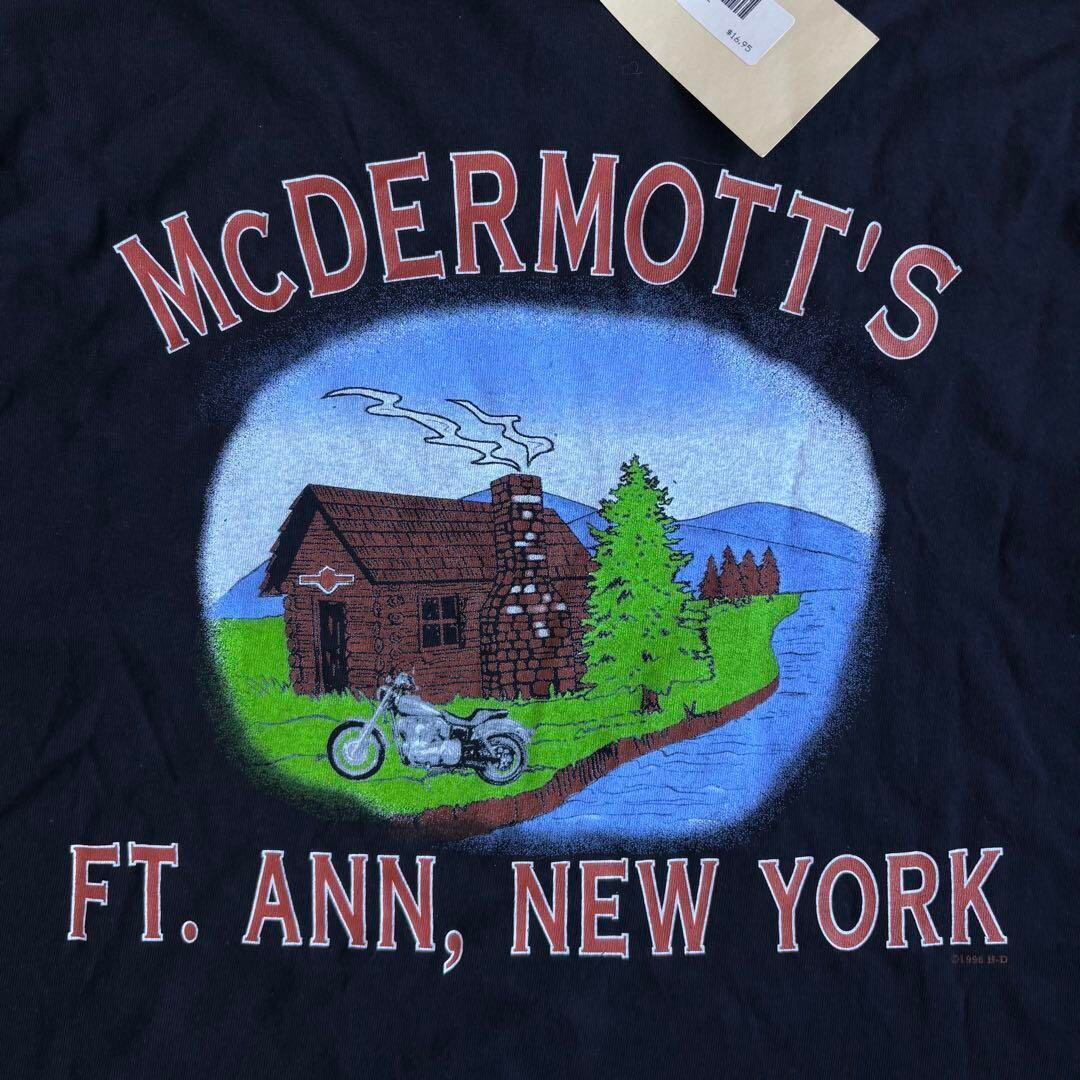 $16.95
McDERMOTT'S
FT. ANN, NEW YORK
©1996 H-D